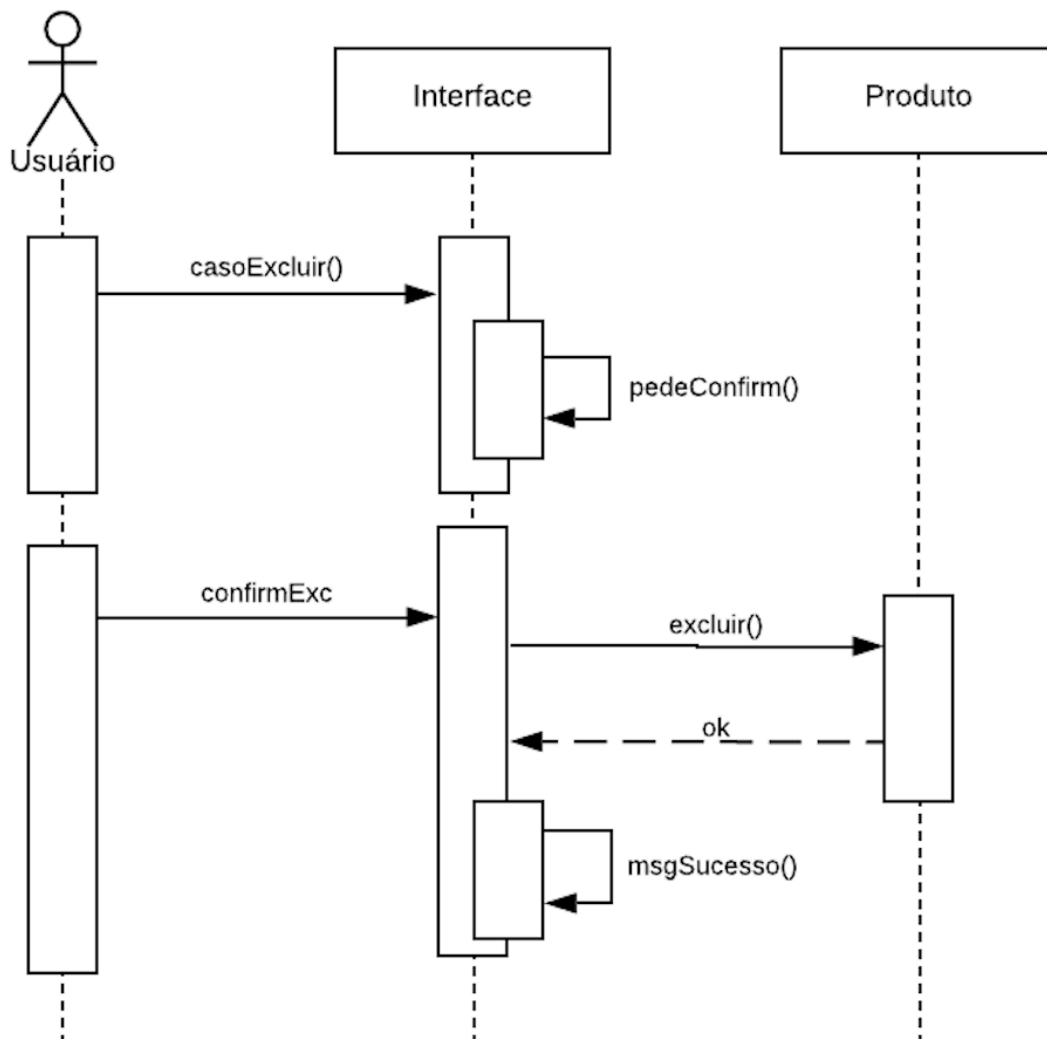 Usuário
Interface
Produto
casoExcluir()
pedeConfirm()
confirmExc
excluir()
ok
msgSucesso()